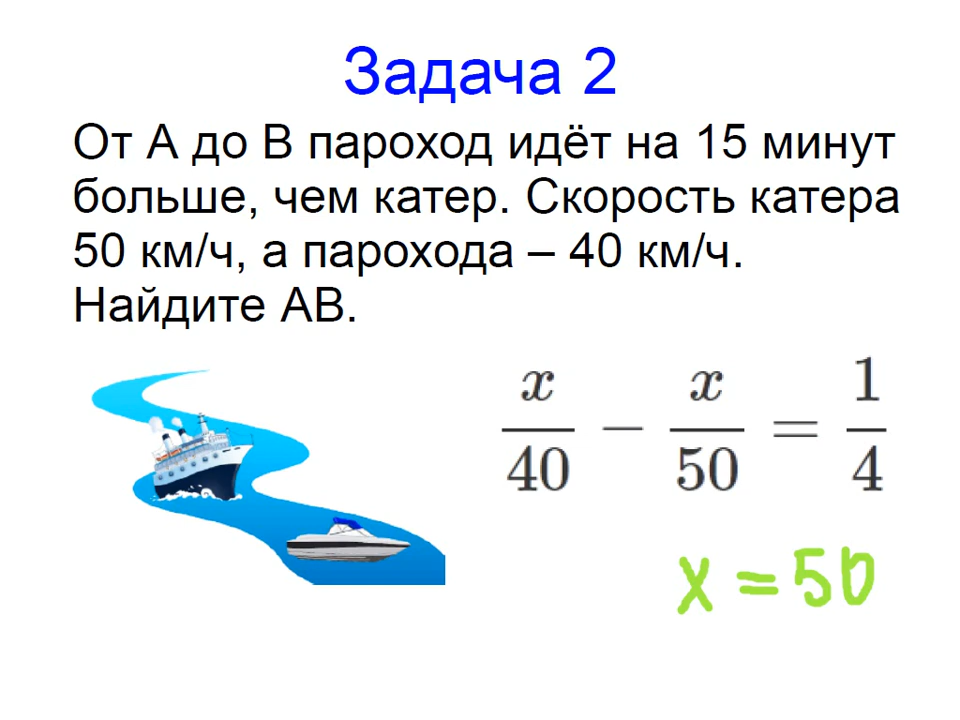 Задача 2
От А до В пароход идёт на 15 минут
больше, чем катер. Скорость катера
50 км/ч, а парохода – 40 км/ч.
Найдите АВ.
x/40 − x/50 = 1/4
x = 50